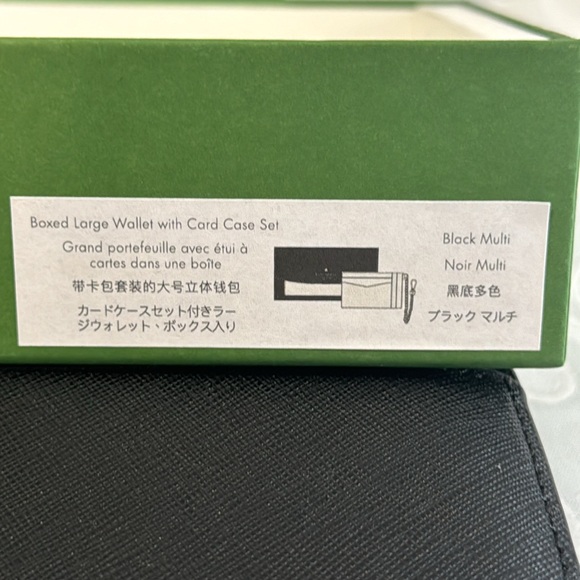 Boxed Large Wallet with Card Case Set
Grand portefeuille avec étui à
cartes dans une boîte
带卡包套装的大号立体钱包
カードケースセット付きラー
ジウォレット、ボックス入り
Black Multi
Noir Multi
黑底多色
ブラック マルチ